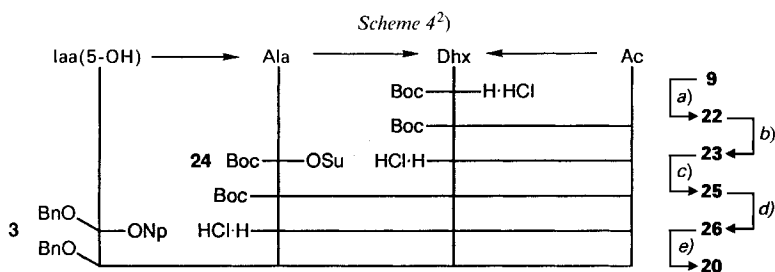 Scheme 4²)
Iaa(5-OH) Ala Dhx Ac
Boc H·HCl 9
a)
Boc 22
b)
24 Boc OSu HCl·H 23
c)
Boc 25
d)
3 BnO ONp HCl·H 26
e)
BnO 20